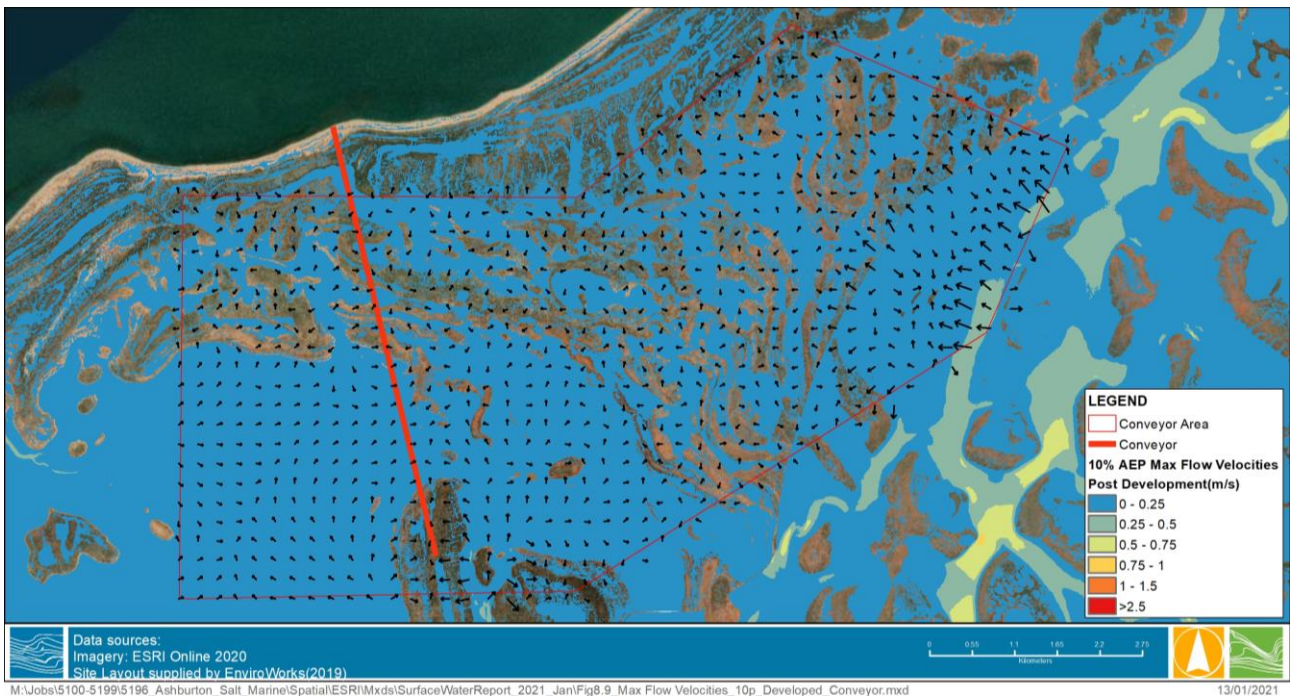 LEGEND
Conveyor Area
Conveyor
10% AEP Max Flow Velocities
Post Development(m/s)
0 - 0.25
0.25 - 0.5
0.5 - 0.75
0.75 - 1
1 - 1.5
>2.5
Data sources:
Imagery: ESRI Online 2020
Site Layout supplied by EnviroWorks(2019)
0 0.55 1.1 1.65 2.2 2.75
Kilometers
M:\Jobs\5100-5199\5196_Ashburton_Salt_Marine\Spatial\ESRI\Mxds\SurfaceWaterReport_2021_Jan\Fig8.9_Max Flow Velocities_10p_Developed_Conveyor.mxd
13/01/2021